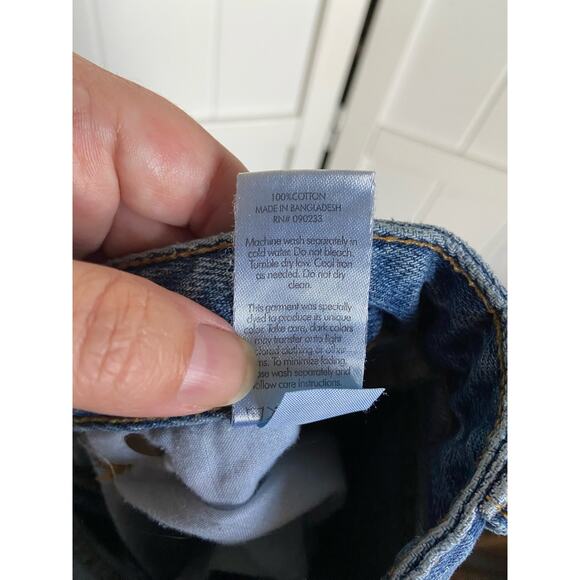 100%COTTON
MADE IN BANGLADESH
RN# 090233
Machine wash separately in
cold water. Do not bleach.
Tumble dry low. Cool Iron
as needed. Do not dry
clean.
This garment was specially
dyed to produce its unique
color. Take care, dark colors
may transfer onto light
clothing or other
To minimize fading,
wash separately and
follow care instructions.